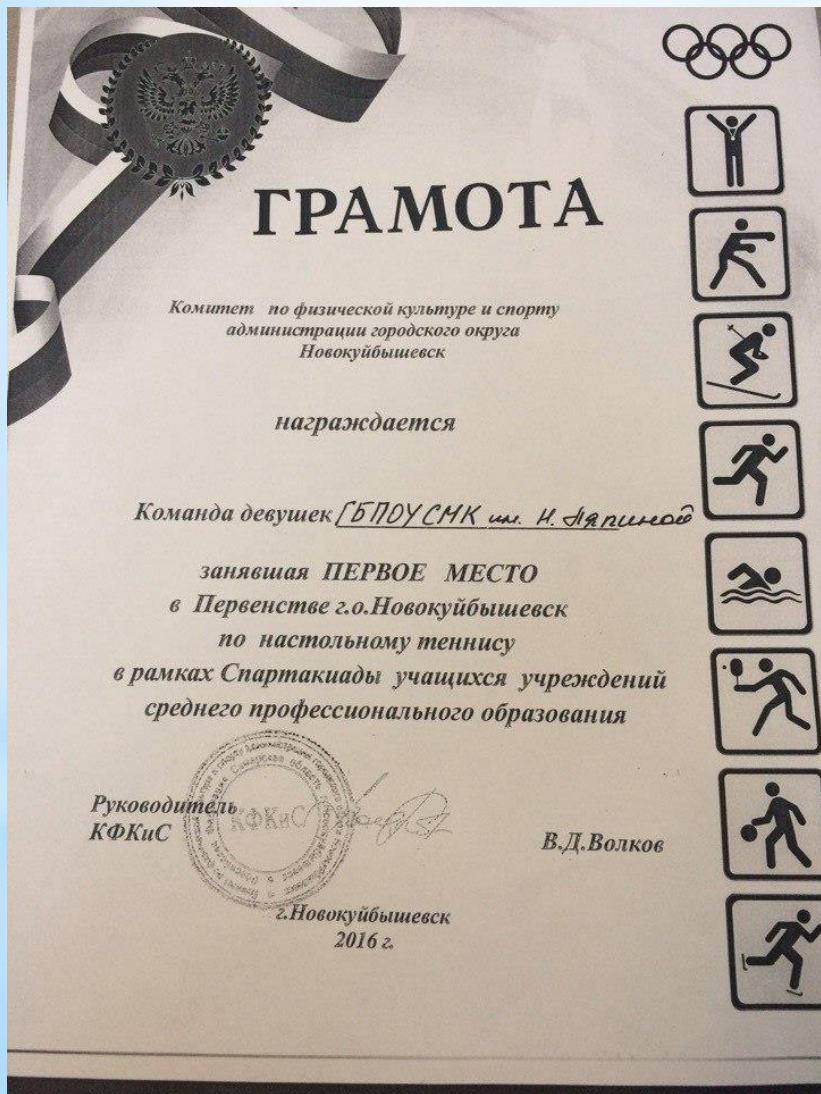 ГРАМОТА
Комитет по физической культуре и спорту
администрации городского округа
Новокуйбышевск
награждается
Команда девушек ГБПОУ СМК им. Н. Ляпиной
занявшая ПЕРВОЕ МЕСТО
в Первенстве г.о.Новокуйбышевск
по настольному теннису
в рамках Спартакиады учащихся учреждений
среднего профессионального образования
Руководитель
КФКиС
КФКиС
В.Д.Волков
г.Новокуйбышевск
2016 г.